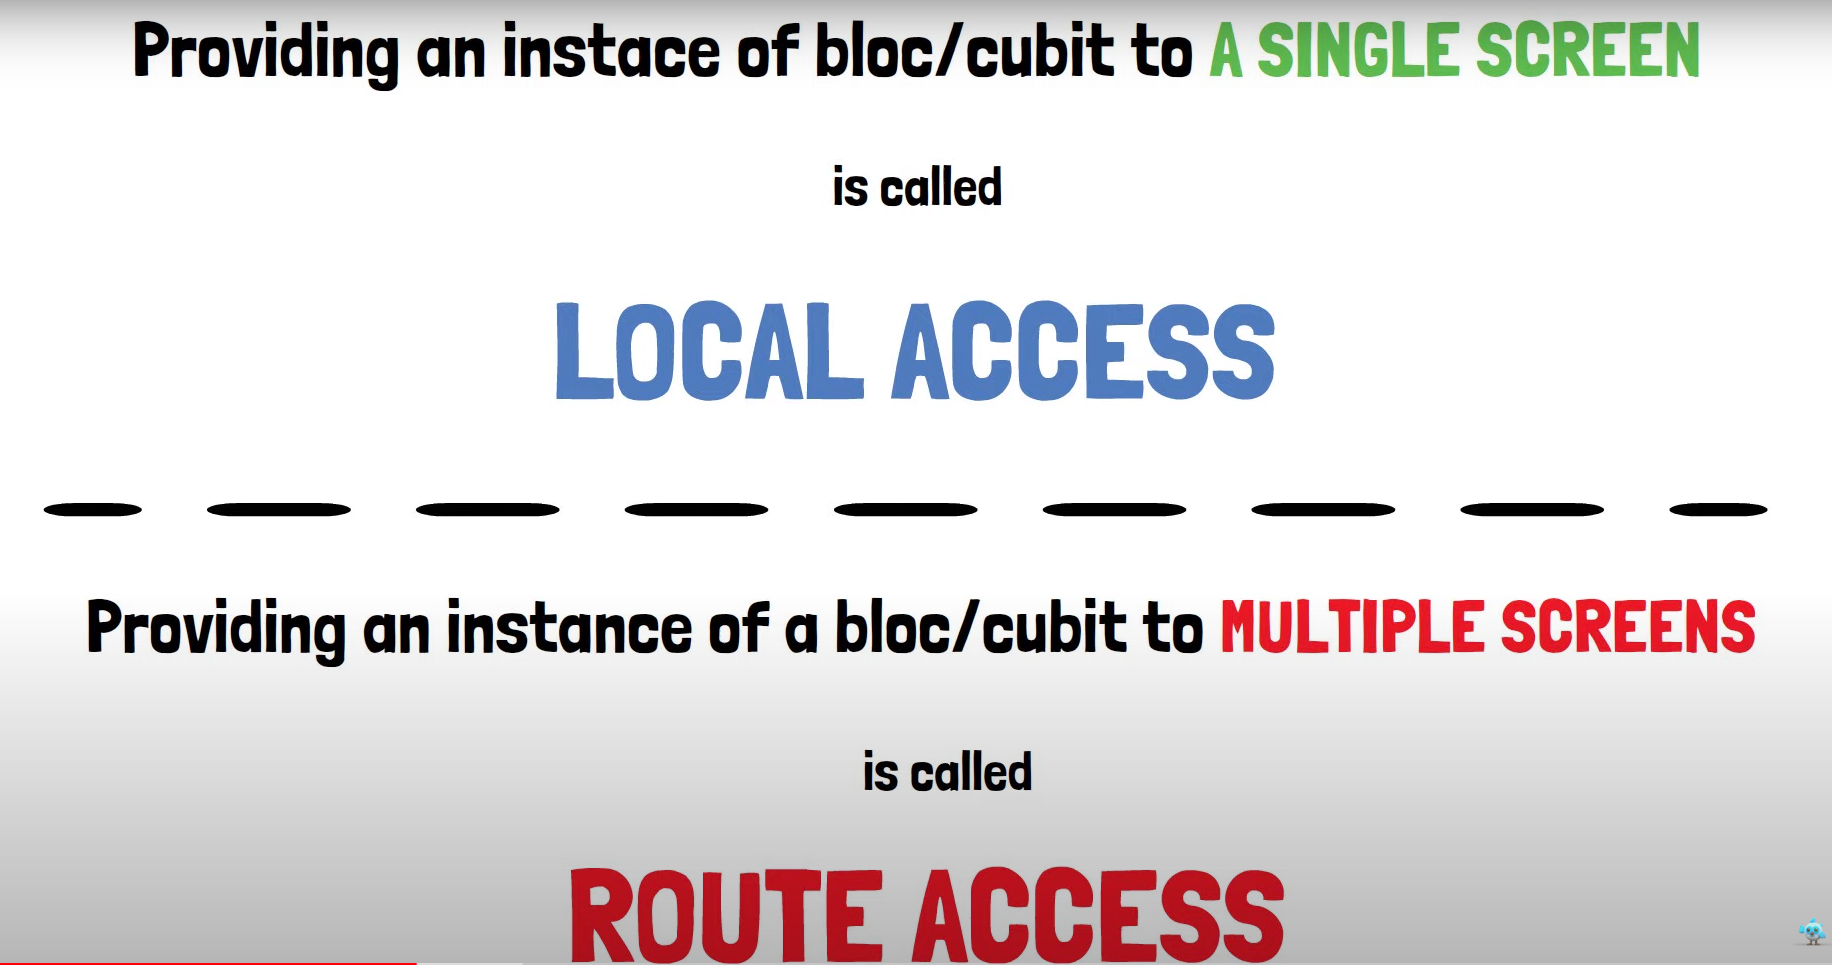 Providing an instace of bloc/cubit to A SINGLE SCREEN
is called
LOCAL ACCESS
Providing an instance of a bloc/cubit to MULTIPLE SCREENS
is called
ROUTE ACCESS